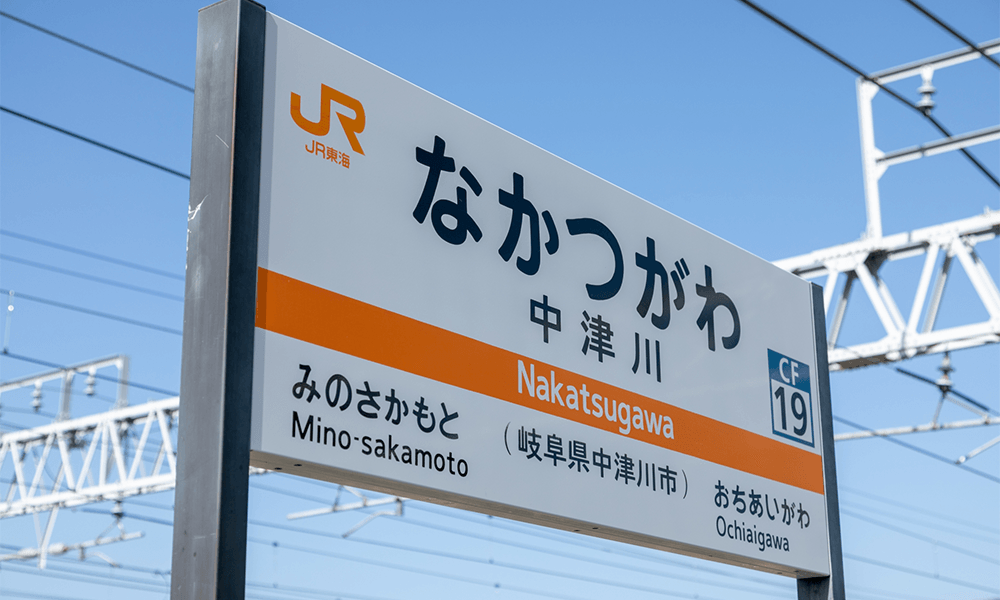 JR
JR東海
なかつがわ
中津川
Nakatsugawa
CF
19
みのさかもと
Mino-sakamoto
(岐阜県中津川市)
おちあいがわ
Ochiaigawa